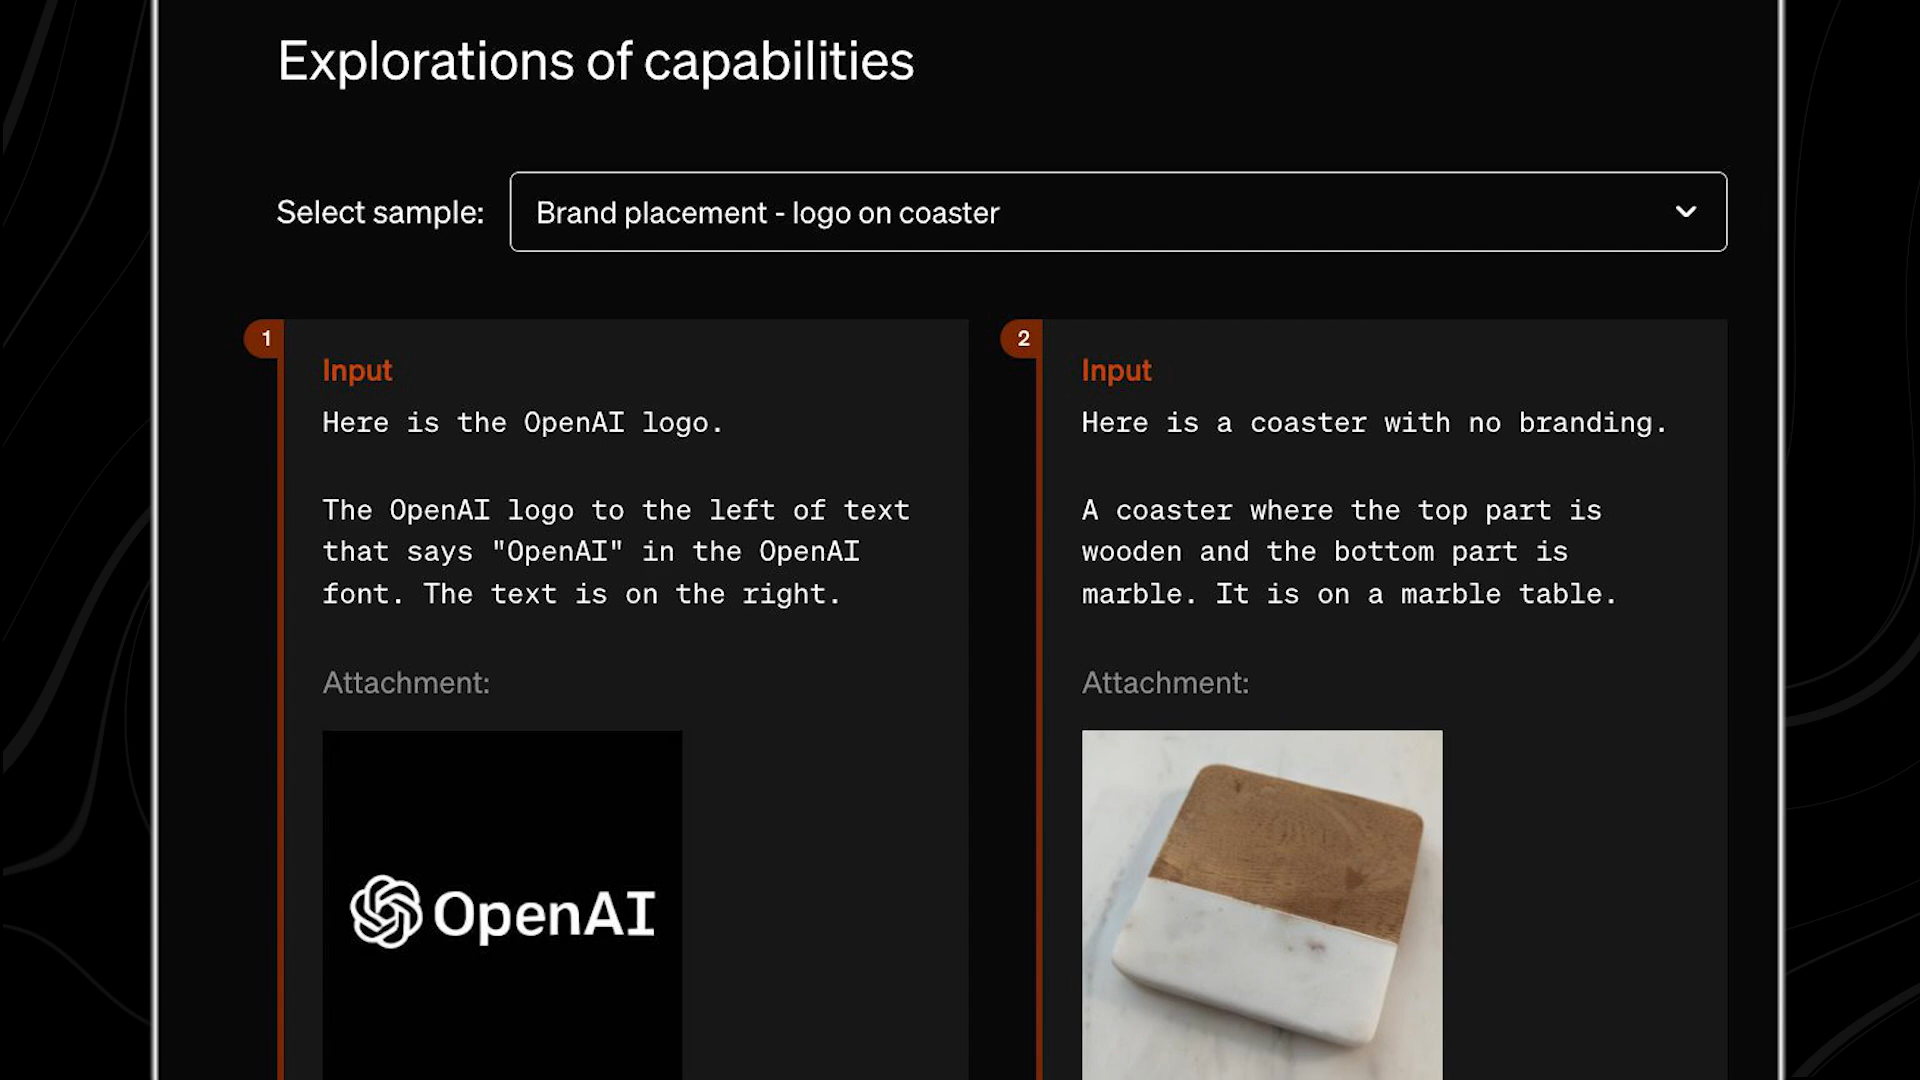 Explorations of capabilities
Select sample:
Brand placement - logo on coaster
1
Input
Here is the OpenAI logo.
The OpenAI logo to the left of text
that says "OpenAI" in the OpenAI
font. The text is on the right.
Attachment:
OpenAI
2
Input
Here is a coaster with no branding.
A coaster where the top part is
wooden and the bottom part is
marble. It is on a marble table.
Attachment: